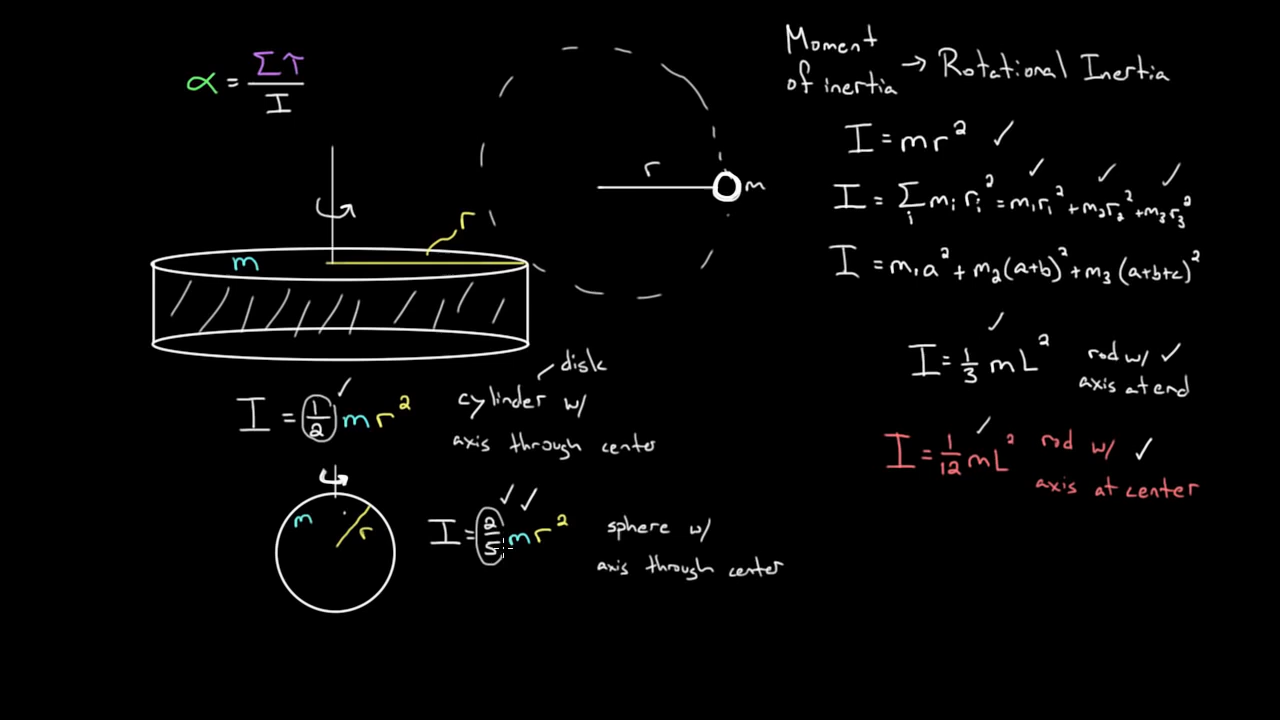 α = Στ / I
Moment of inertia → Rotational Inertia
I = mr² ✓
r
m
I = Σ mᵢ rᵢ² = m₁r₁² + m₂r₂² + m₃r₃²
i
✓ ✓ ✓
I = m₁a² + m₂(a+b)² + m₃(a+b+c)²
r
m
✓
I = 1/3 mL² rod w/ ✓
axis at end
disk
I = 1/2 mr² cylinder w/
✓
axis through center
✓
I = 1/12 mL² rod w/ ✓
axis at center
m
r
✓ ✓
I = 2/5 mr² sphere w/
axis through center